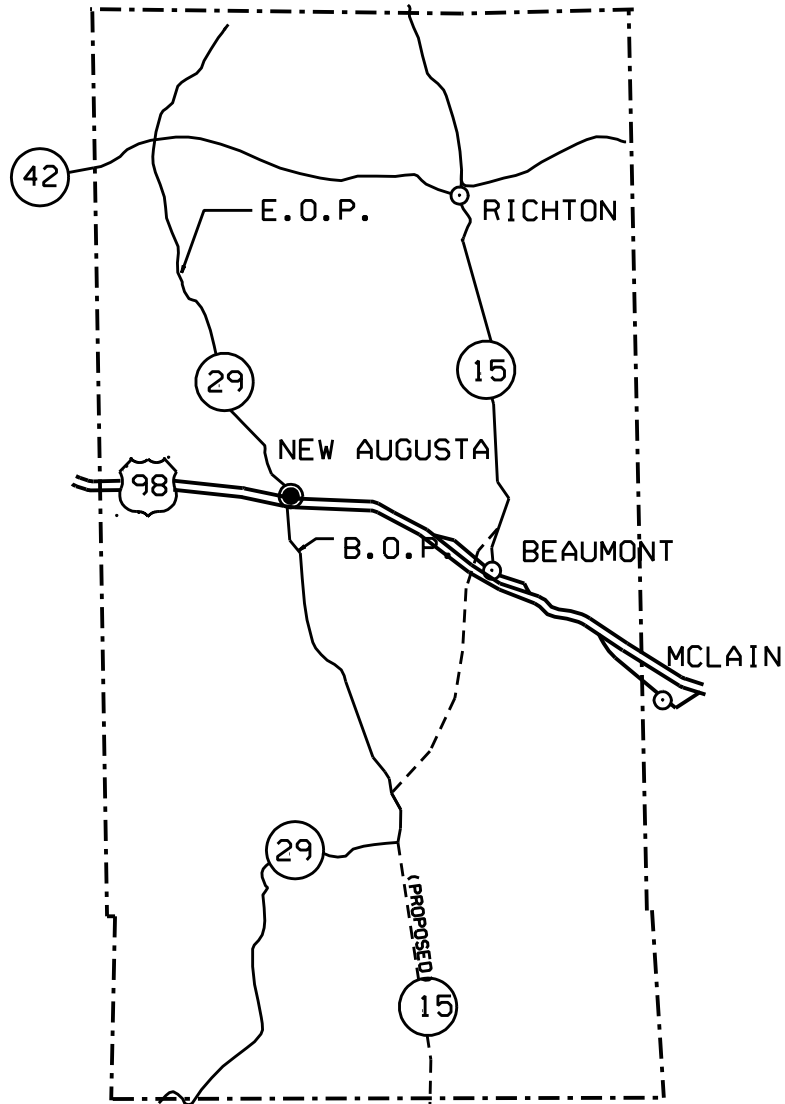 42
E.O.P.
RICHTON
29
15
NEW AUGUSTA
98
B.O.P.
BEAUMONT
MCLAIN
29
(PROPOSED)
15